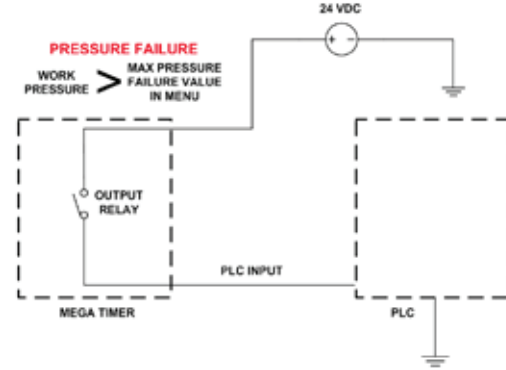 24 VDC
PRESSURE FAILURE
WORK
PRESSURE
>
MAX PRESSURE
FAILURE VALUE
IN MENU
+ -
OUTPUT
RELAY
PLC INPUT
MEGA TIMER
PLC